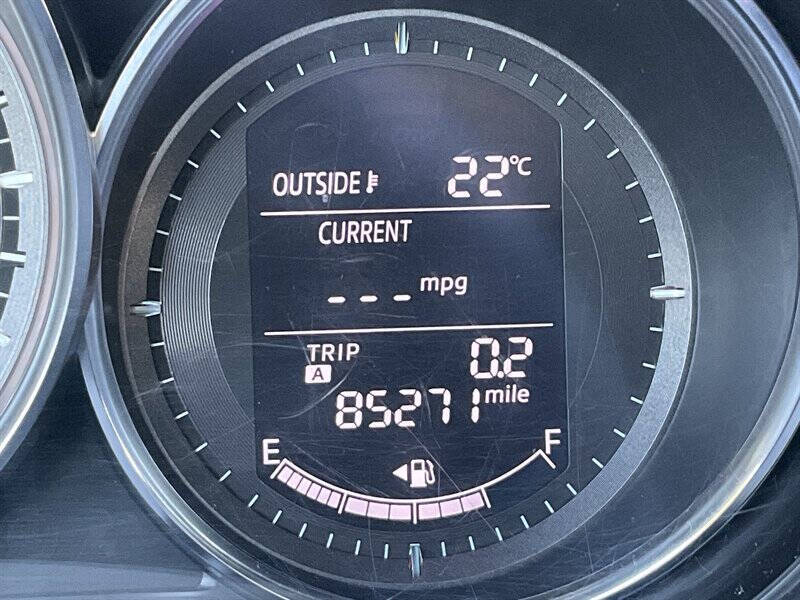 OUTSIDE 22°C
CURRENT
--- mpg
TRIP A 0.2
85271 mile
E F